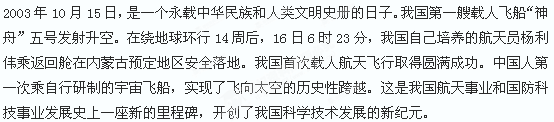 2003 年 10 月 15 日，是一个永载中华民族和人类文明史册的日子。我国第一艘载人飞船“神
舟”五号发射升空。在绕地球环行 14 周后，16 日 6 时 23 分，我国自己培养的航天员杨利
伟乘返回舱在内蒙古预定地区安全落地。我国首次载人航天飞行取得圆满成功。中国人第
一次乘自行研制的宇宙飞船，实现了飞向太空的历史性跨越。这是我国航天事业和国防科
技事业发展史上一座新的里程碑，开创了我国科学技术发展的新纪元。